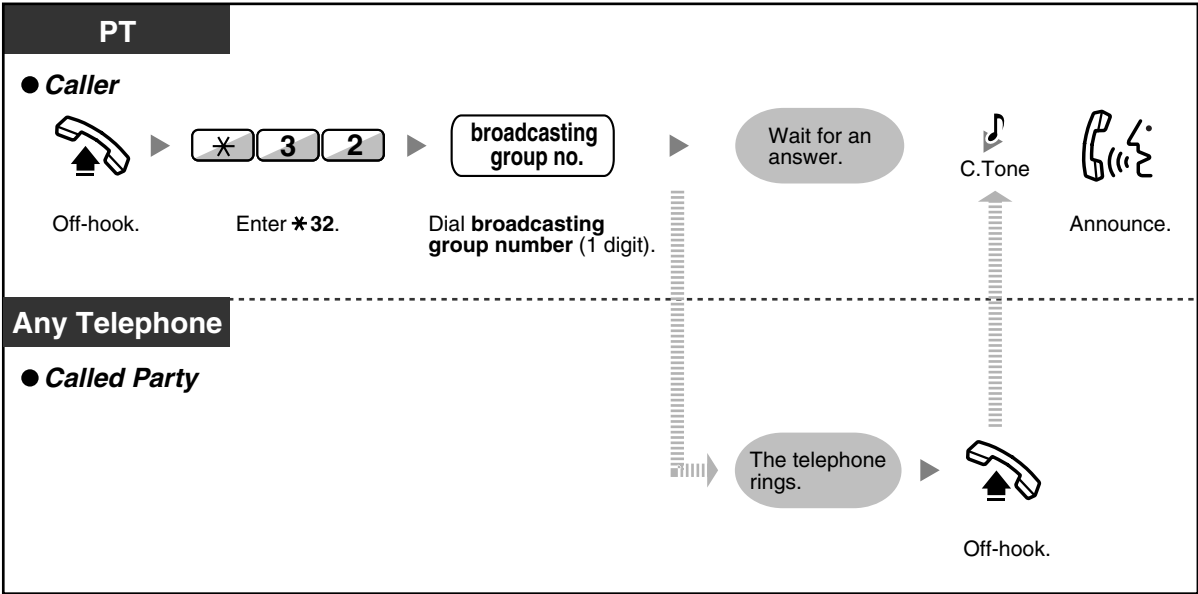 PT
● Caller
✳ 3 2
broadcasting
group no.
Wait for an
answer.
C.Tone
Off-hook.
Enter ✳32.
Dial broadcasting
group number (1 digit).
Announce.
Any Telephone
● Called Party
The telephone
rings.
Off-hook.